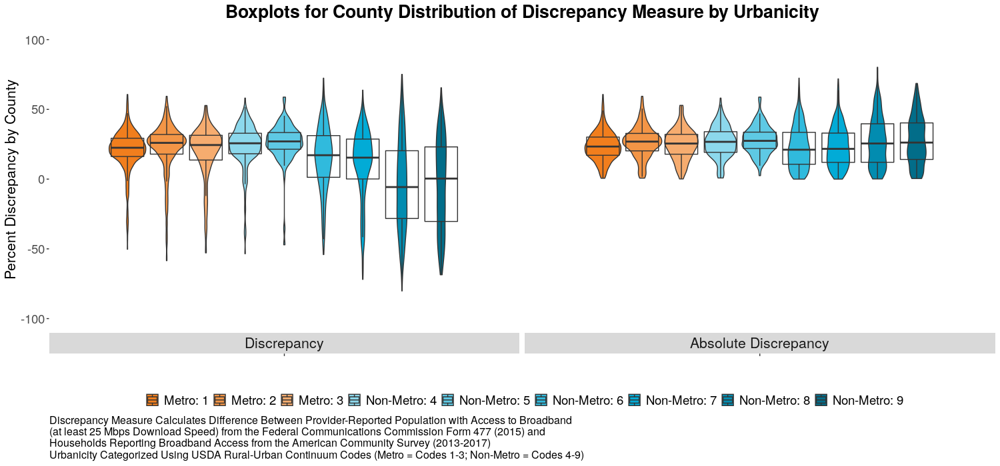 Boxplots for County Distribution of Discrepancy Measure by Urbanicity
Percent Discrepancy by County
100
50
0
-50
-100
Discrepancy
Absolute Discrepancy
Metro: 1 Metro: 2 Metro: 3 Non-Metro: 4 Non-Metro: 5 Non-Metro: 6 Non-Metro: 7 Non-Metro: 8 Non-Metro: 9
Discrepancy Measure Calculates Difference Between Provider-Reported Population with Access to Broadband
(at least 25 Mbps Download Speed) from the Federal Communications Commission Form 477 (2015) and
Households Reporting Broadband Access from the American Community Survey (2013-2017)
Urbanicity Categorized Using USDA Rural-Urban Continuum Codes (Metro = Codes 1-3; Non-Metro = Codes 4-9)